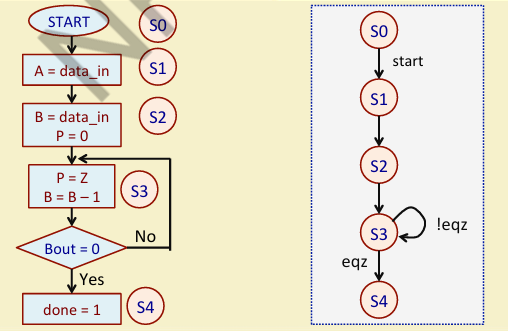 START
S0
A = data_in
S1
B = data_in
P = 0
S2
P = Z
B = B – 1
S3
Bout = 0
No
Yes
done = 1
S4
S0
start
S1
S2
S3
!eqz
eqz
S4